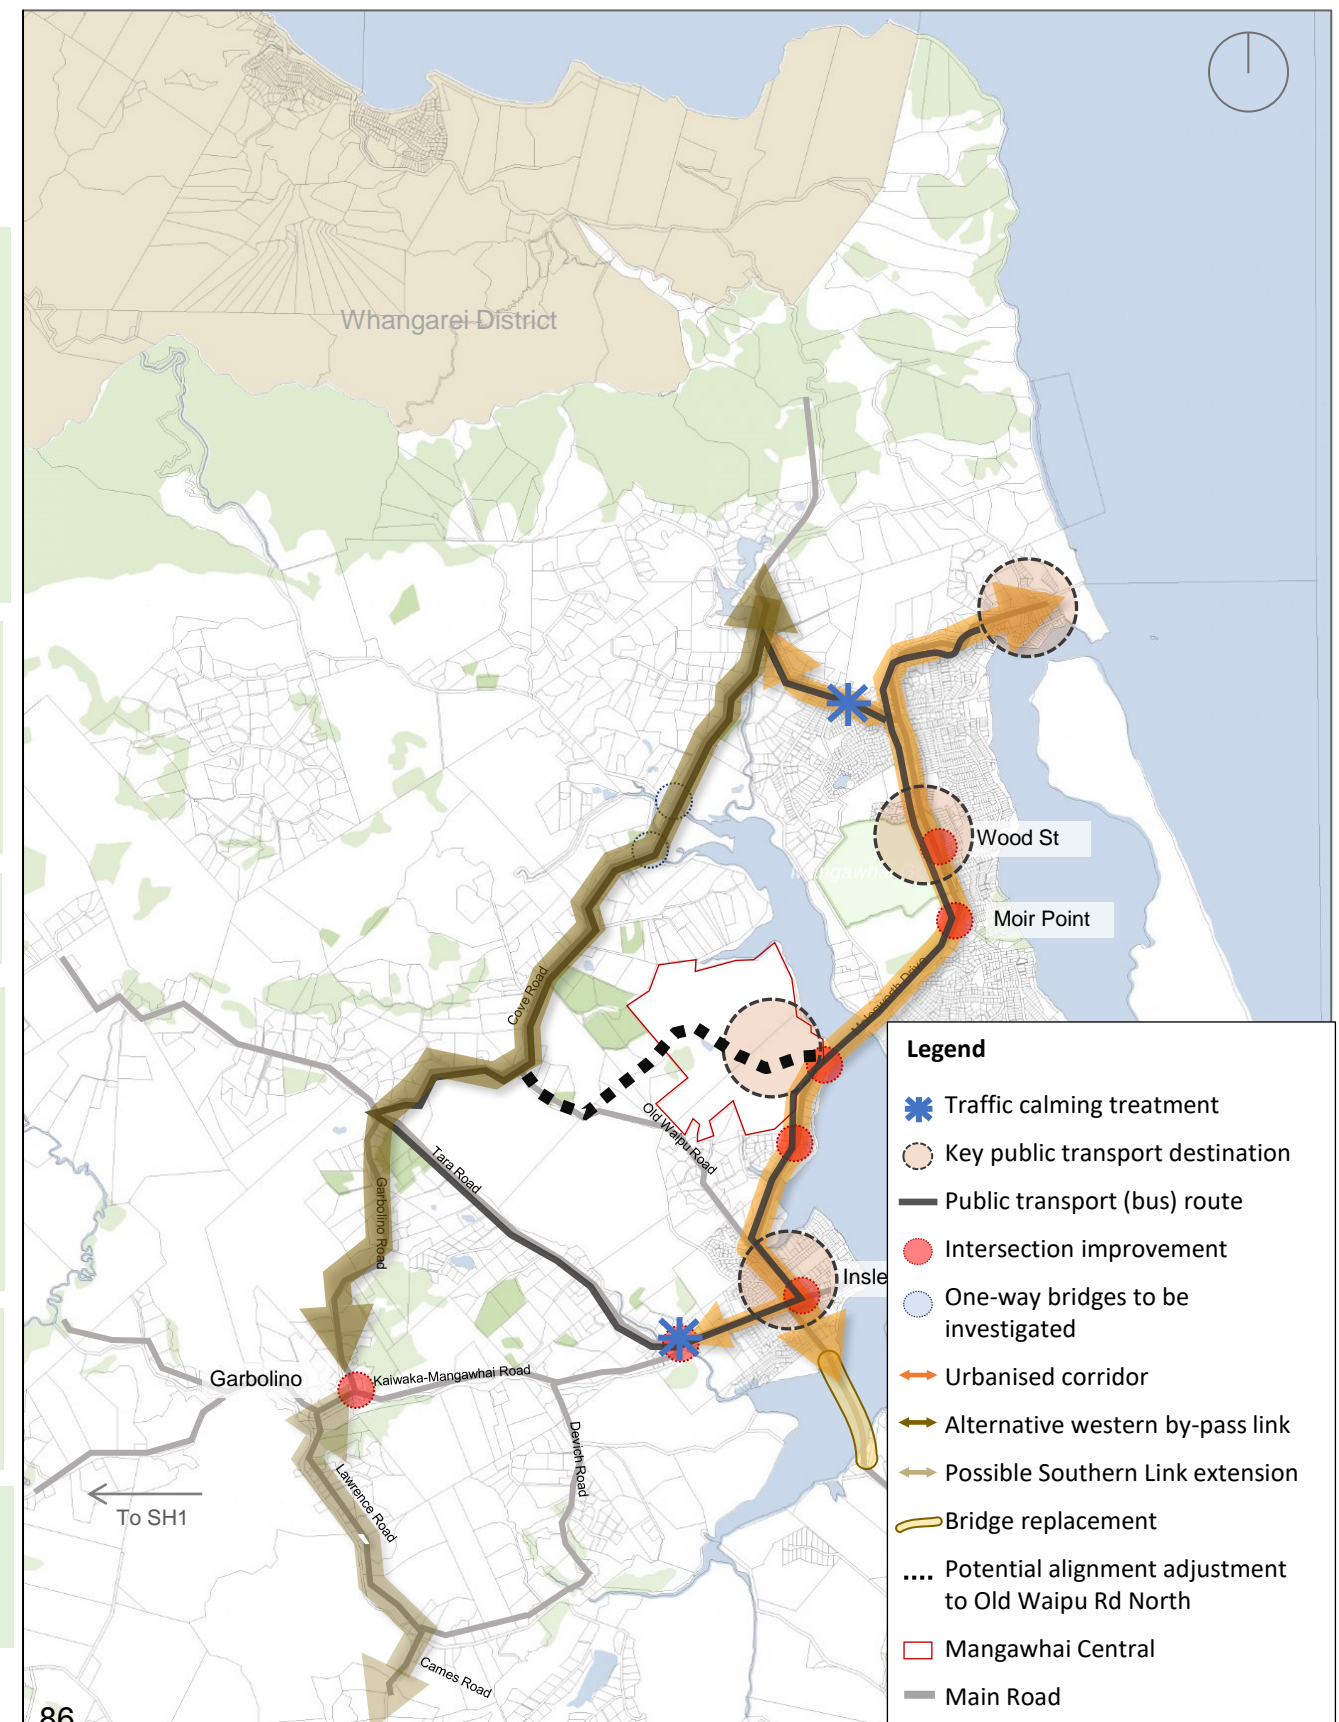 Whangarei District
Wood St
Moir Point
Cove Road
Molesworth Drive
Old Waipu Road
Tara Road
Garbolino Road
Insle
Garbolino
Kaiwaka-Mangawhai Road
Devich Road
Lawrence Road
To SH1
Cames Road
86
Legend
Traffic calming treatment
Key public transport destination
Public transport (bus) route
Intersection improvement
One-way bridges to be
investigated
Urbanised corridor
Alternative western by-pass link
Possible Southern Link extension
Bridge replacement
Potential alignment adjustment
to Old Waipu Rd North
Mangawhai Central
Main Road